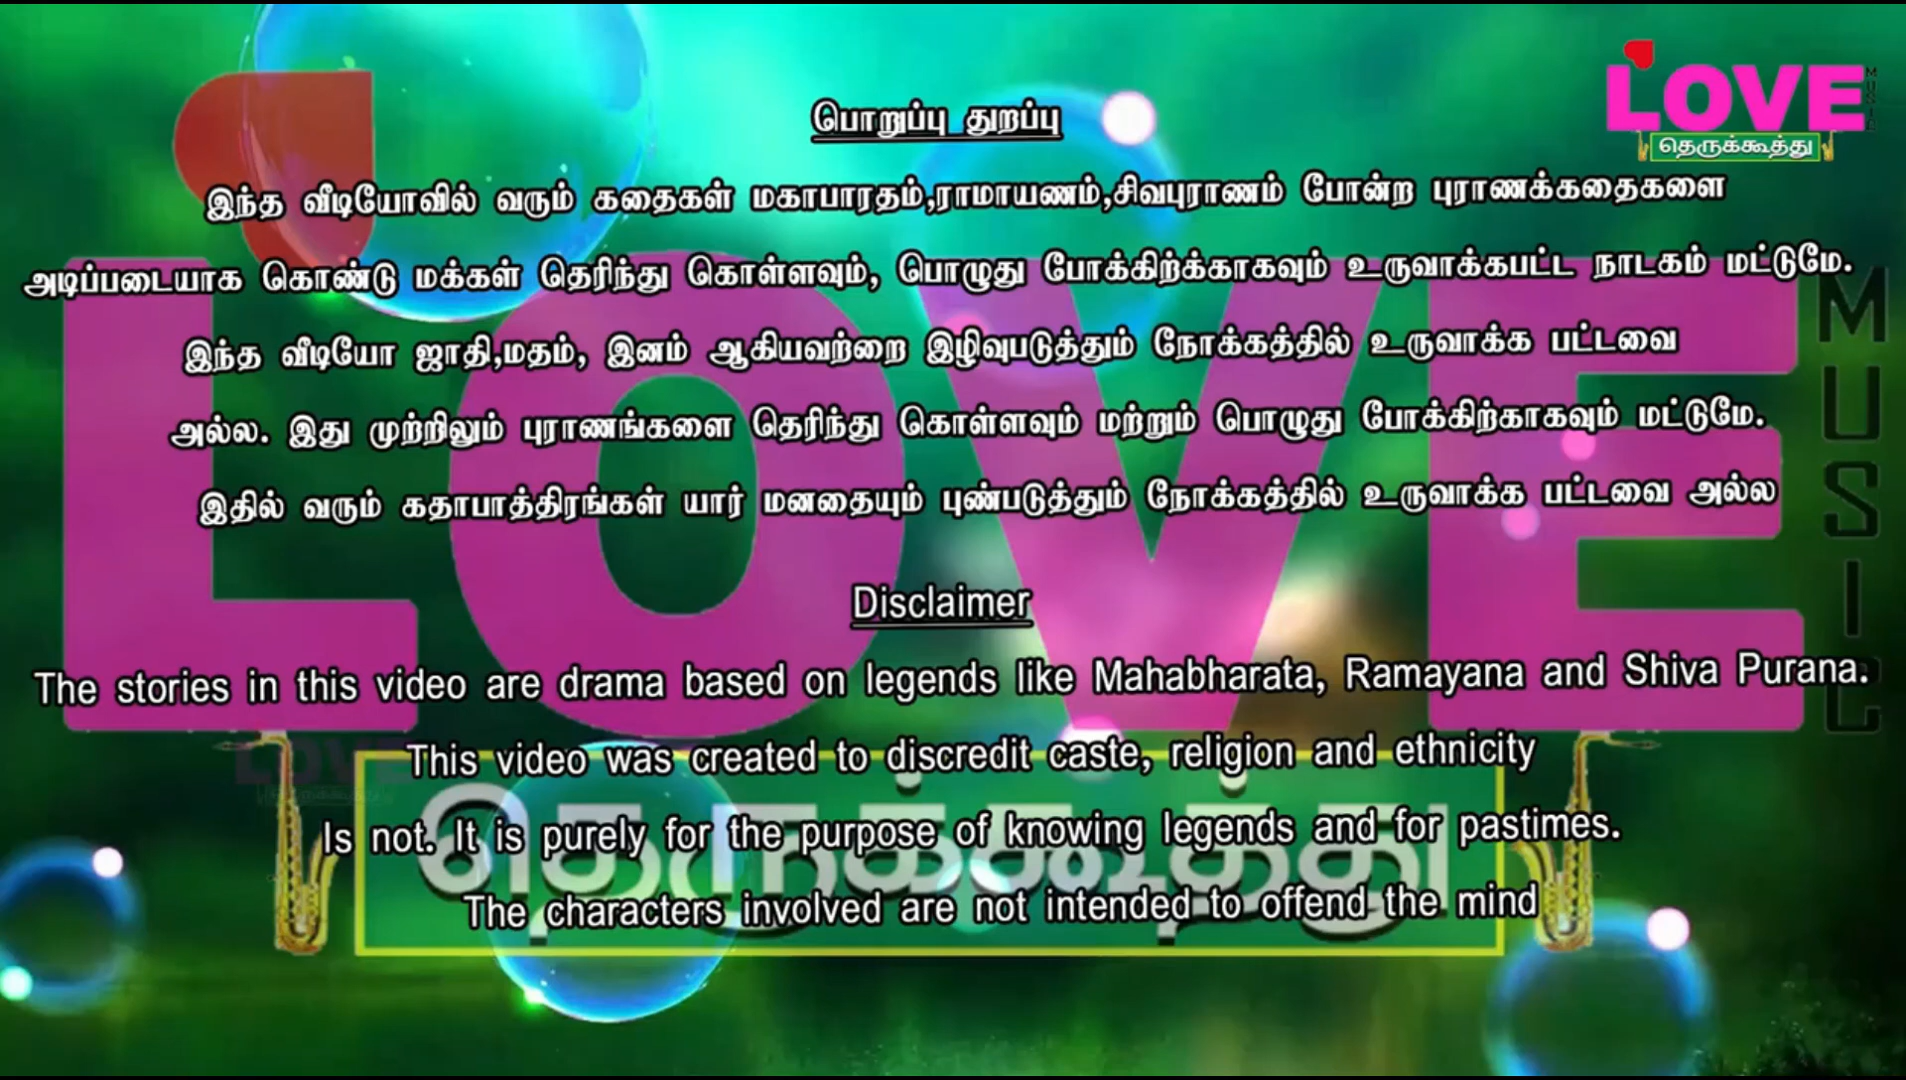 LOVE
MUSIC
தெருக்கூத்து
பொறுப்பு துறப்பு
இந்த வீடியோவில் வரும் கதைகள் மகாபாரதம்,ராமாயணம்,சிவபுராணம் போன்ற புராணக்கதைகளை
அடிப்படையாக கொண்டு மக்கள் தெரிந்து கொள்ளவும், பொழுது போக்கிற்க்காகவும் உருவாக்கபட்ட நாடகம் மட்டுமே.
இந்த வீடியோ ஜாதி,மதம், இனம் ஆகியவற்றை இழிவுபடுத்தும் நோக்கத்தில் உருவாக்க பட்டவை
அல்ல. இது முற்றிலும் புராணங்களை தெரிந்து கொள்ளவும் மற்றும் பொழுது போக்கிற்காகவும் மட்டுமே.
இதில் வரும் கதாபாத்திரங்கள் யார் மனதையும் புண்படுத்தும் நோக்கத்தில் உருவாக்க பட்டவை அல்ல
Disclaimer
The stories in this video are drama based on legends like Mahabharata, Ramayana and Shiva Purana.
This video was created to discredit caste, religion and ethnicity
Is not. It is purely for the purpose of knowing legends and for pastimes.
The characters involved are not intended to offend the mind
LOVE
MUSIC
தெருக்கூத்து
LOVE